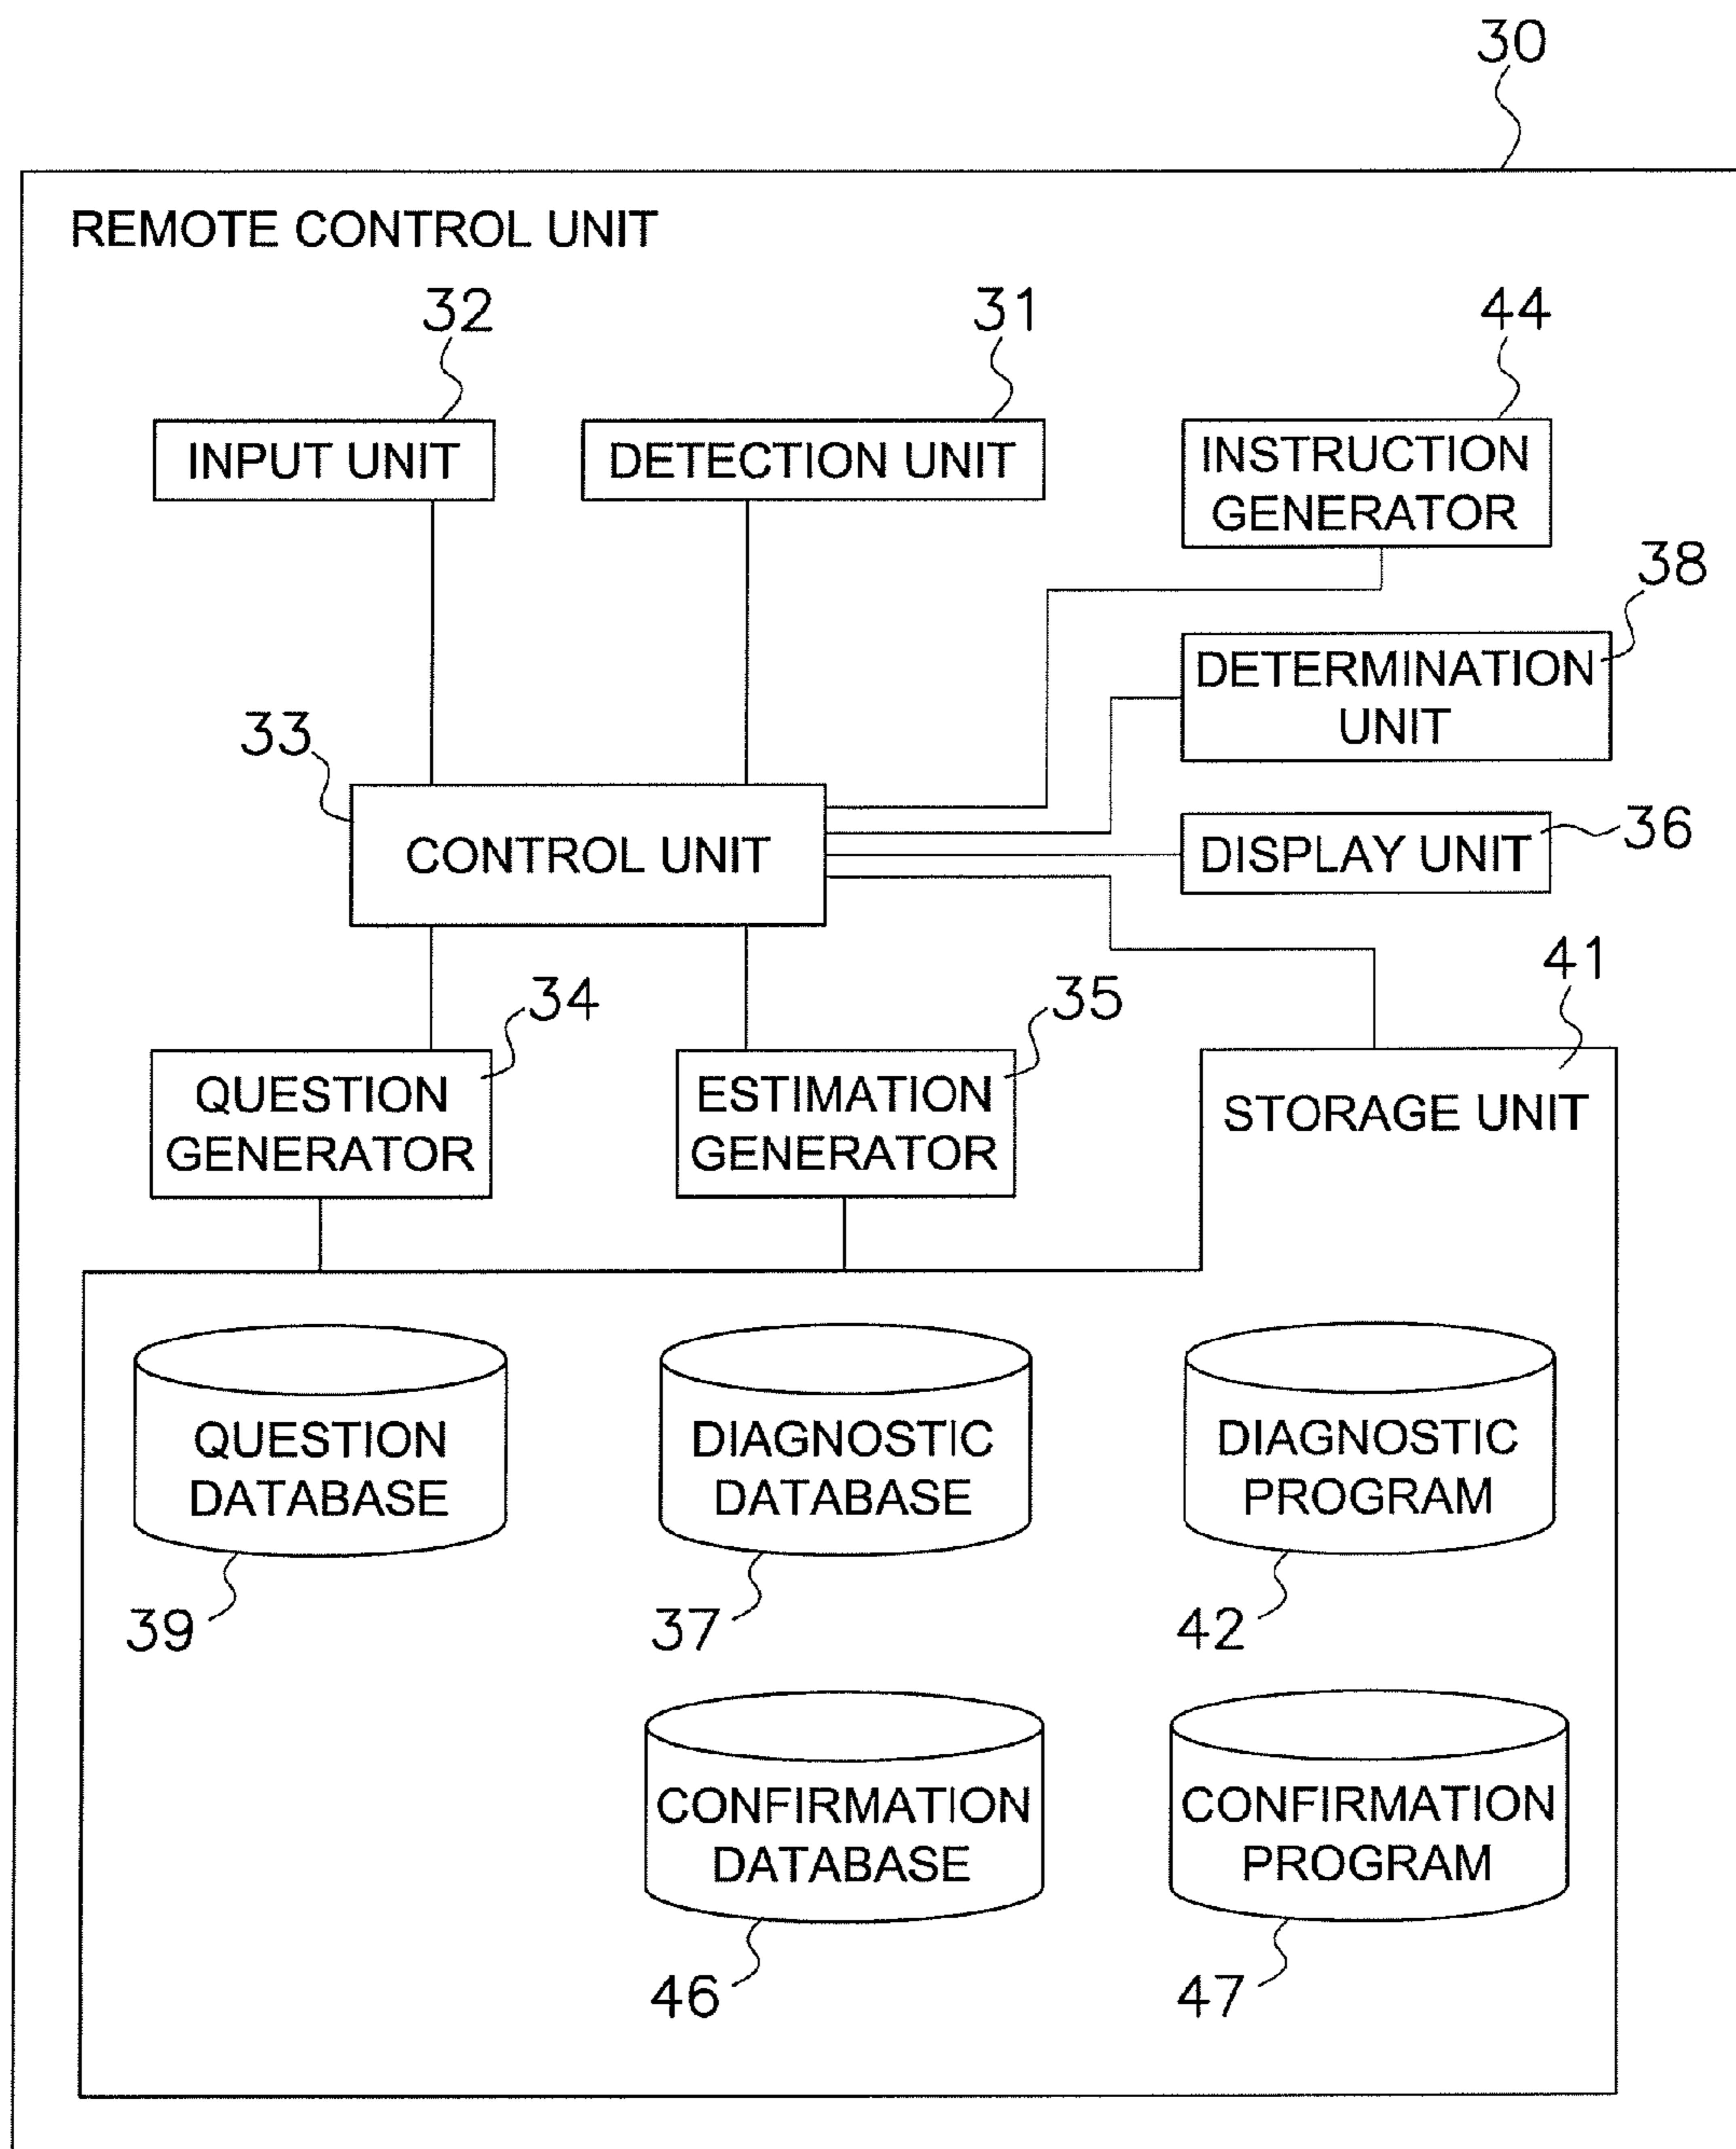 30
REMOTE CONTROL UNIT
32
31
44
INPUT UNIT
DETECTION UNIT
INSTRUCTION
GENERATOR
38
DETERMINATION
UNIT
33
CONTROL UNIT
DISPLAY UNIT
36
41
34
35
QUESTION
GENERATOR
ESTIMATION
GENERATOR
STORAGE UNIT
QUESTION
DATABASE
DIAGNOSTIC
DATABASE
DIAGNOSTIC
PROGRAM
39
37
42
CONFIRMATION
DATABASE
CONFIRMATION
PROGRAM
46
47